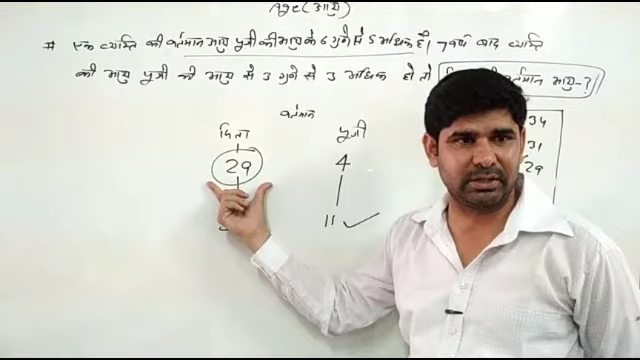 Age (आयु)
# एक व्यक्ति की वर्तमान आयु पुत्री की आयु के 6 गुने से 5 अधिक है। 7 वर्ष बाद व्यक्ति
की आयु पुत्री की आयु से 3 गुने से 3 अधिक हो तो वर्तमान आयु - ?
वर्तमान
पिता पुत्री 34
29 4 31
29
11 ✓